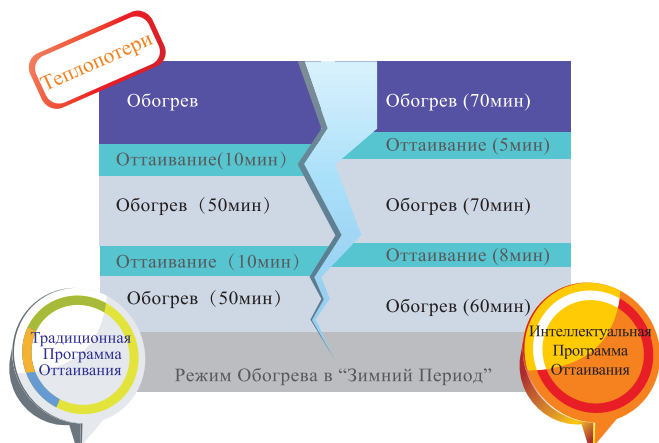 Теплопотери
Обогрев
Оттаивание(10мин)
Обогрев (50мин)
Оттаивание (10мин)
Обогрев (50мин)
Обогрев (70мин)
Оттаивание (5мин)
Обогрев (70мин)
Оттаивание (8мин)
Обогрев (60мин)
Традиционная
Программа
Оттаивания
Интеллектуальная
Программа
Оттаивания
Режим Обогрева в “Зимний Период”